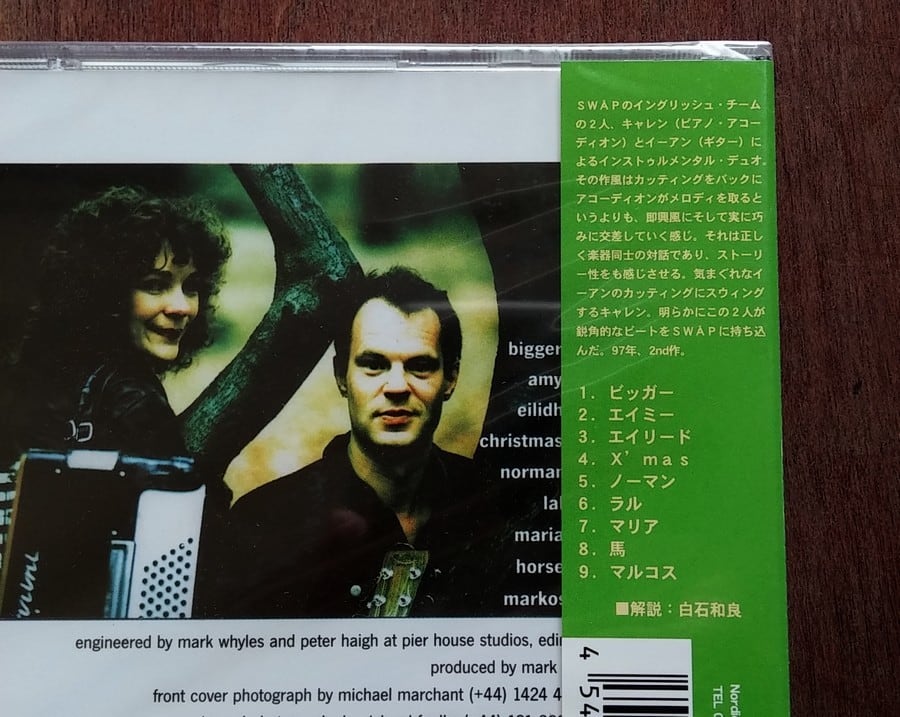 SWÅPのイングリッシュ・チーム
の2人、キャレン（ピアノ・アコー
ディオン）とイーアン（ギター）に
よるインストゥルメンタル・デュオ。
その作風はカッティングをバックに
アコーディオンがメロディを取ると
いうよりも、即興風にそして実に巧
みに交差していく感じ。それは正し
く楽器同士の対話であり、ストーリ
ー性をも感じさせる。気まぐれなイ
ーアンのカッティングにスウィング
するキャレン。明らかにこの2人が
鋭角的なビートをSWÅPに持ち込
んだ。97年、2nd作。
1. ビッガー
2. エイミー
3. エイリード
4. X'mas
5. ノーマン
6. ラル
7. マリア
8. 馬
9. マルコス
■解説：白石和良
bigger
amy
eilidh
christmas
norman
lal
maria
horse
markos
engineered by mark whyles and peter haigh at pier house studios, edin
produced by mark
front cover photograph by michael marchant (+44) 1424 4
4 54
Nordi
TEL